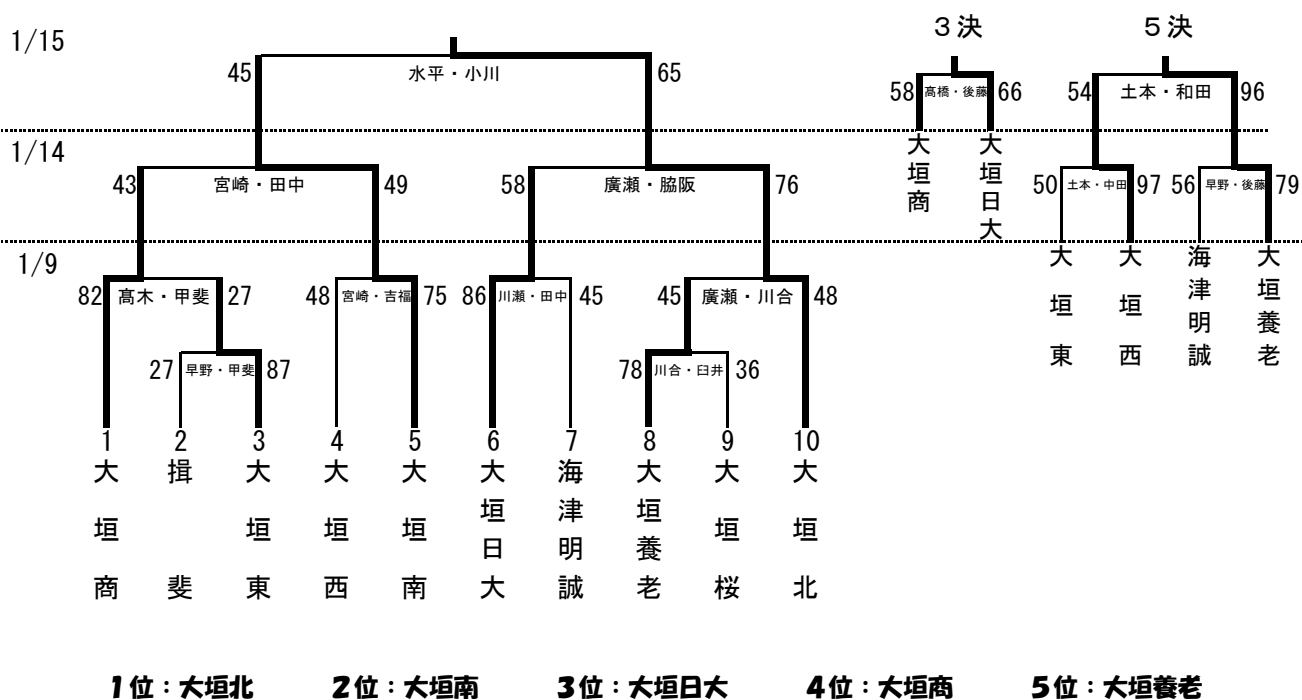 3決 5決
1/15
45 水平・小川 65
58 髙橋・後藤 66
54 土本・和田 96
大垣商
大垣日大
1/14
43 宮崎・田中 49
58 廣瀬・脇阪 76
50 土本・中田 97
56 早野・後藤 79
大垣東
大垣西
海津明誠
大垣養老
1/9
82 髙木・甲斐 27
48 宮崎・吉福 75
86 川瀬・田中 45
45 廣瀬・川合 48
27 早野・甲斐 87
78 川合・臼井 36
1 大垣商
2 揖斐
3 大垣東
4 大垣西
5 大垣南
6 大垣日大
7 海津明誠
8 大垣養老
9 大垣桜
10 大垣北
1位：大垣北 2位：大垣南 3位：大垣日大 4位：大垣商 5位：大垣養老